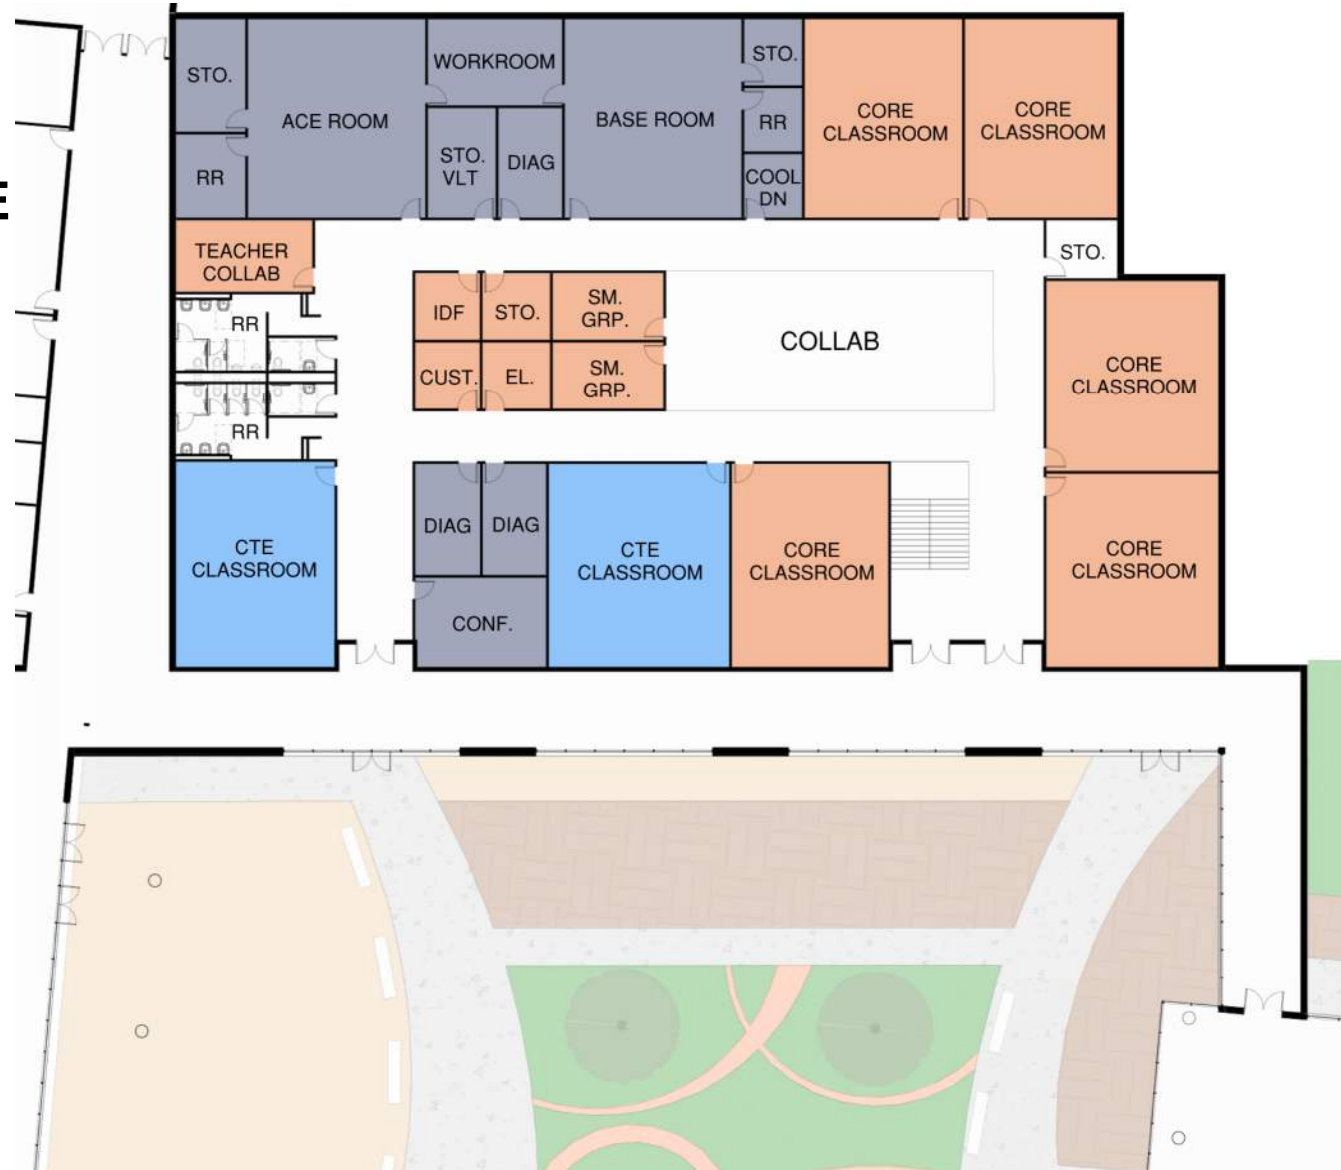 STO.
ACE ROOM
WORKROOM
BASE ROOM
STO.
CORE
CLASSROOM
CORE
CLASSROOM
RR
STO.
VLT
DIAG
RR
COOL
DN
TEACHER
COLLAB
STO.
E
RR
IDF
STO.
SM.
GRP.
COLLAB
CUST.
EL.
SM.
GRP.
CORE
CLASSROOM
RR
CTE
CLASSROOM
DIAG
DIAG
CTE
CLASSROOM
CORE
CLASSROOM
CORE
CLASSROOM
CONF.